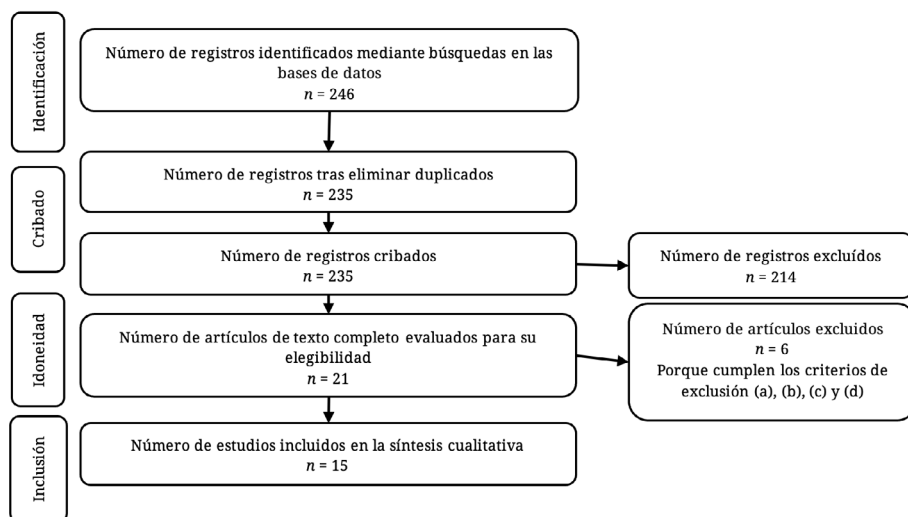 Identificación
Número de registros identificados mediante búsquedas en las
bases de datos
n = 246
Cribado
Número de registros tras eliminar duplicados
n = 235
Número de registros cribados
n = 235
Número de registros excluídos
n = 214
Idoneidad
Número de artículos de texto completo evaluados para su
elegibilidad
n = 21
Número de artículos excluidos
n = 6
Porque cumplen los criterios de
exclusión (a), (b), (c) y (d)
Inclusión
Número de estudios incluidos en la síntesis cualitativa
n = 15